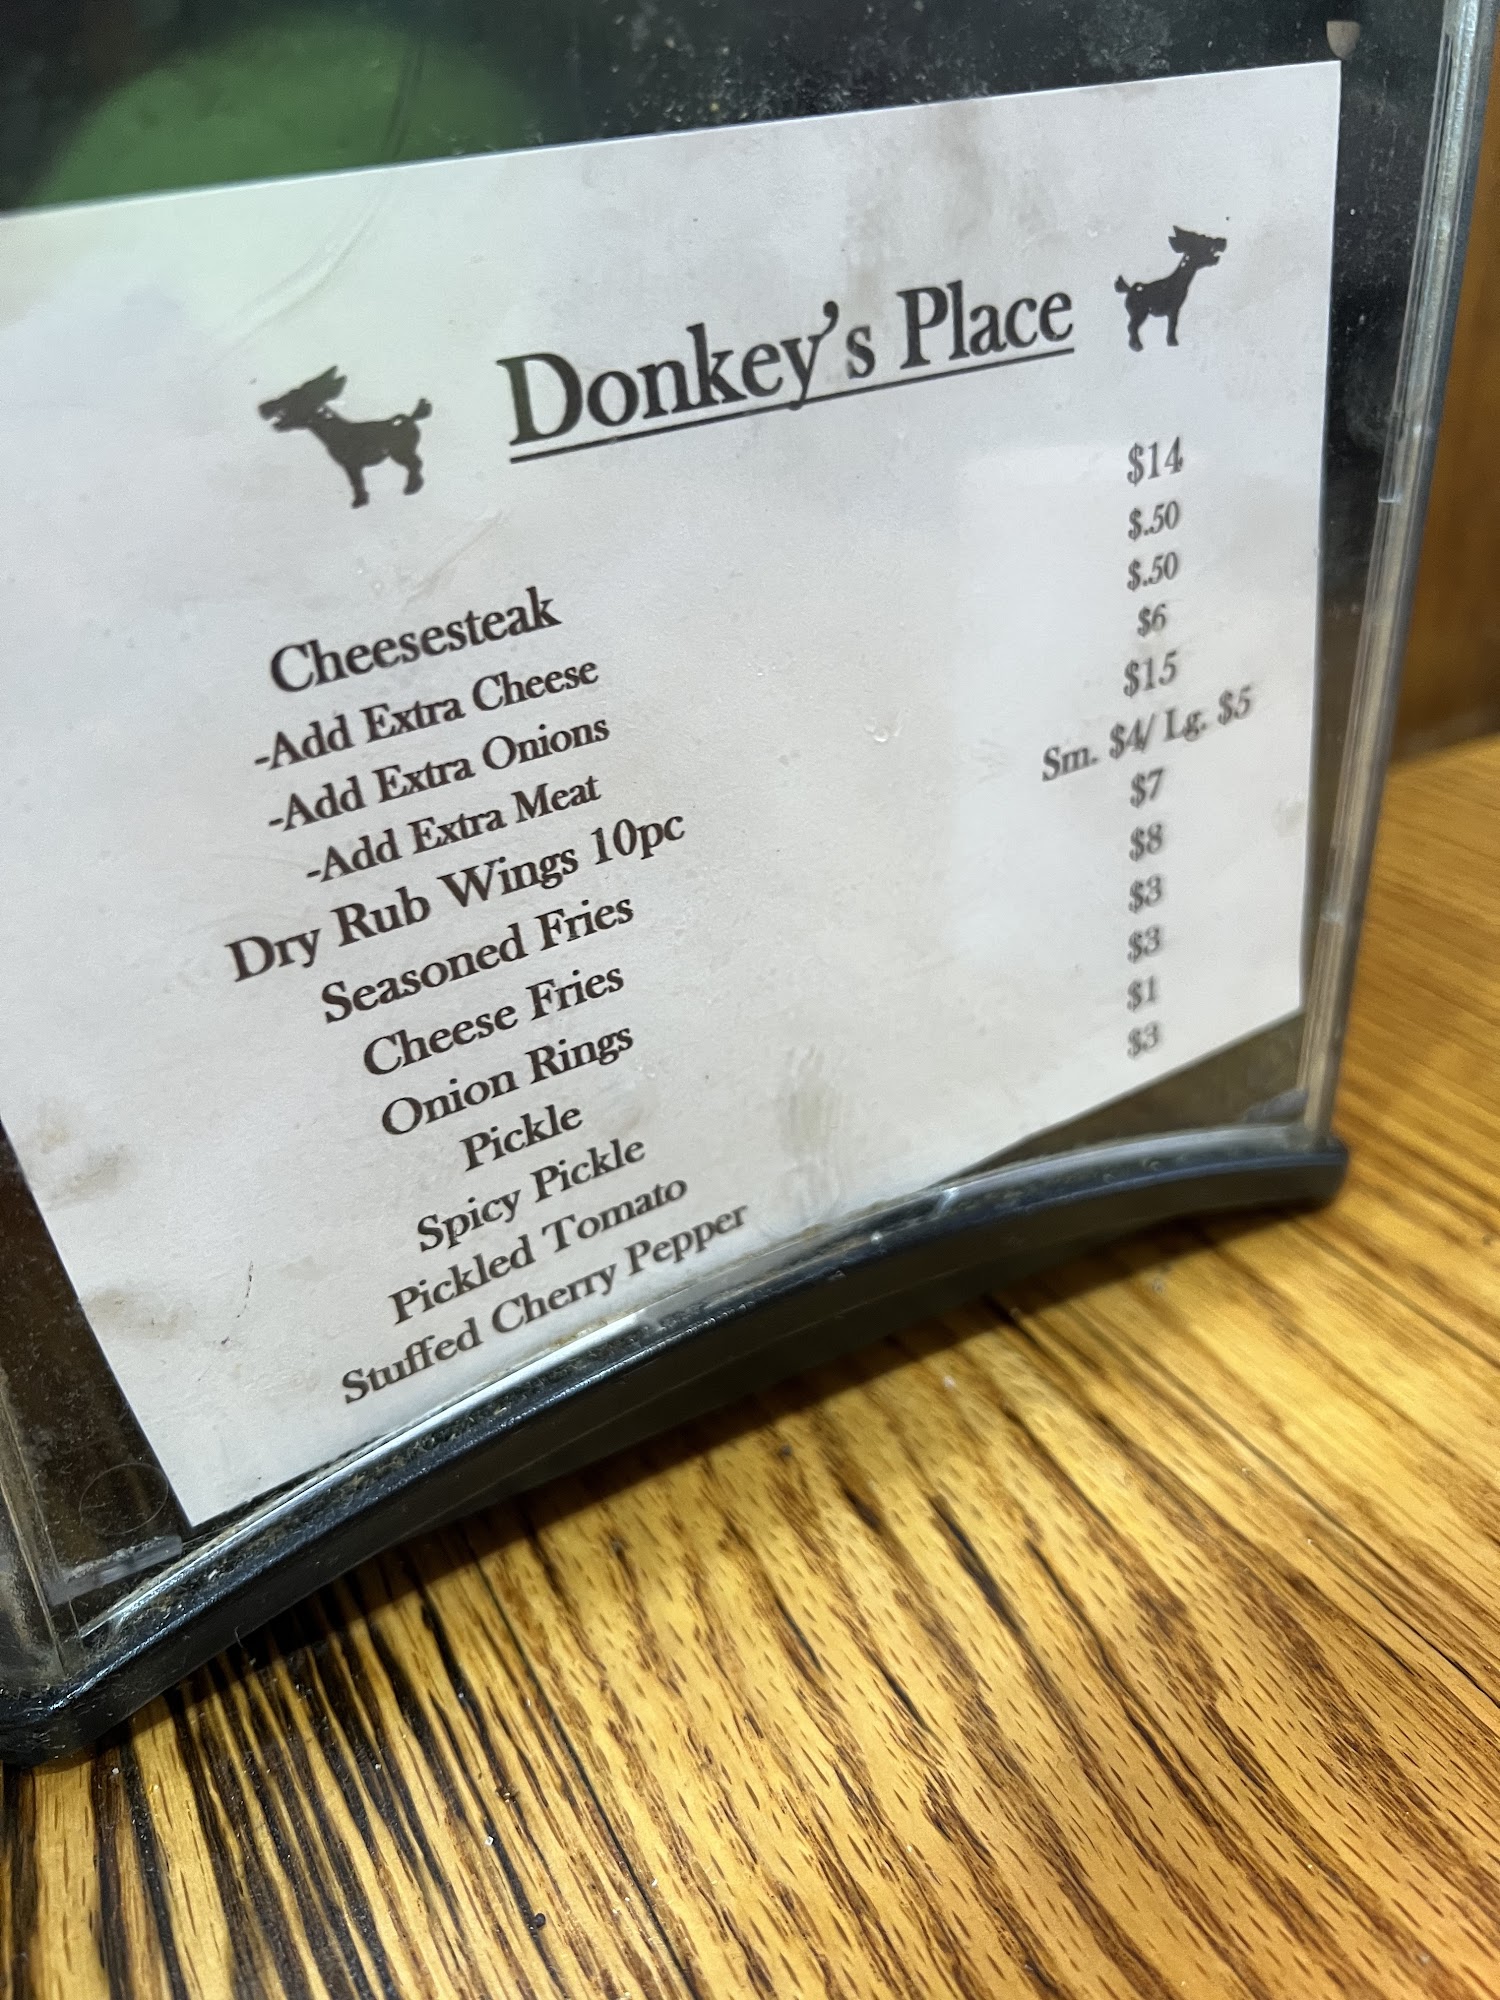 Donkey's Place
Cheesesteak $14
-Add Extra Cheese $.50
-Add Extra Onions $.50
-Add Extra Meat $6
Dry Rub Wings 10pc $15
Seasoned Fries Sm. $4/ Lg. $5
Cheese Fries $7
Onion Rings $8
Pickle $3
Spicy Pickle $3
Pickled Tomato $1
Stuffed Cherry Pepper $3